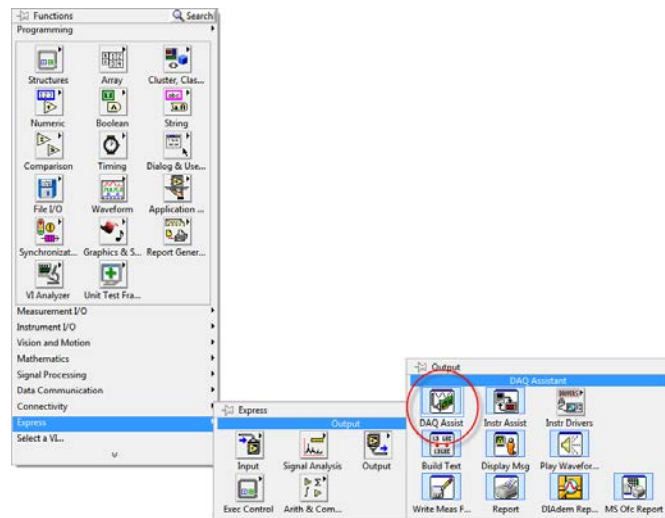 Functions
Search
Programming
Structures
Array
Cluster, Clas...
Numeric
Boolean
String
Comparison
Timing
Dialog & Use...
File I/O
Waveform
Application ...
Synchronizat...
Graphics & S...
Report Gener...
VI Analyzer
Unit Test Fra...
Measurement I/O
Instrument I/O
Vision and Motion
Mathematics
Signal Processing
Data Communication
Connectivity
Express
Select a VI...
Express
Output
Input
Signal Analysis
Output
Exec Control
Arith & Com...
Output
DAQ Assistant
DAQ Assist
Instr Assist
Instr Drivers
Build Text
Display Msg
Play Wavefor...
Write Meas F...
Report
DIAdem Rep...
MS Ofc Report